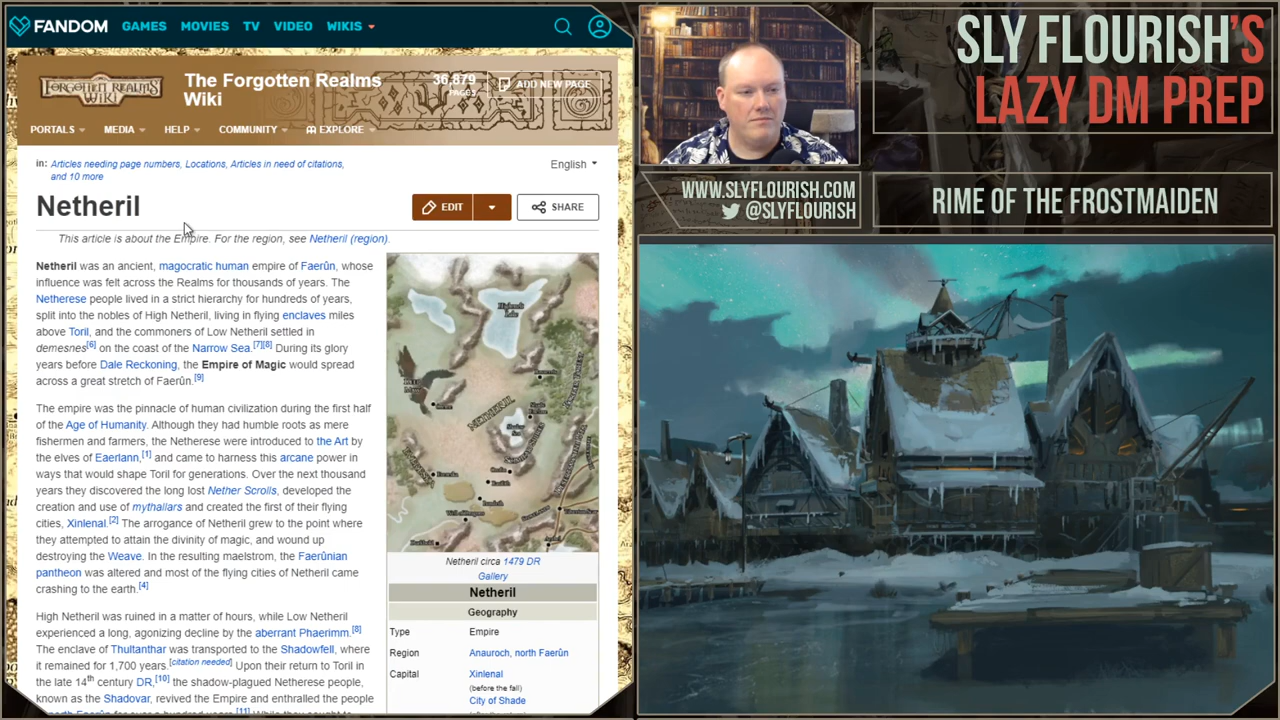 FANDOM GAMES MOVIES TV VIDEO WIKIS
FORGOTTEN REALMS
Wiki
The Forgotten Realms
Wiki
36,879
PAGES
ADD NEW PAGE
PORTALS MEDIA HELP COMMUNITY EXPLORE
in: Articles needing page numbers, Locations, Articles in need of citations,
and 10 more
English
Netheril
EDIT
SHARE
This article is about the Empire. For the region, see Netheril (region).
Netheril was an ancient, magocratic human empire of Faerûn, whose
influence was felt across the Realms for thousands of years. The
Netherese people lived in a strict hierarchy for hundreds of years,
split into the nobles of High Netheril, living in flying enclaves miles
above Toril, and the commoners of Low Netheril settled in
demesnes[6] on the coast of the Narrow Sea.[7][8] During its glory
years before Dale Reckoning, the Empire of Magic would spread
across a great stretch of Faerûn.[9]
The empire was the pinnacle of human civilization during the first half
of the Age of Humanity. Although they had humble roots as mere
fishermen and farmers, the Netherese were introduced to the Art by
the elves of Eaerlann,[1] and came to harness this arcane power in
ways that would shape Toril for generations. Over the next thousand
years they discovered the long lost Nether Scrolls, developed the
creation and use of mythallars and created the first of their flying
cities, Xinlenal.[2] The arrogance of Netheril grew to the point where
they attempted to attain the divinity of magic, and wound up
destroying the Weave. In the resulting maelstrom, the Faerûnian
pantheon was altered and most of the flying cities of Netheril came
crashing to the earth.[4]
High Netheril was ruined in a matter of hours, while Low Netheril
experienced a long, agonizing decline by the aberrant Phaerimm.[8]
The enclave of Thultanthar was transported to the Shadowfell, where
it remained for 1,700 years.[citation needed] Upon their return to Toril in
the late 14th century DR,[10] the shadow-plagued Netherese people,
known as the Shadovar, revived the Empire and enthralled the people
NETHERIL
Netheril circa 1479 DR
Gallery
Netheril
Geography
Type Empire
Region Anauroch, north Faerûn
Capital Xinlenal
(before the fall)
City of Shade
SLY FLOURISH'S
LAZY DM PREP
WWW.SLYFLOURISH.COM
@SLYFLOURISH
RIME OF THE FROSTMAIDEN